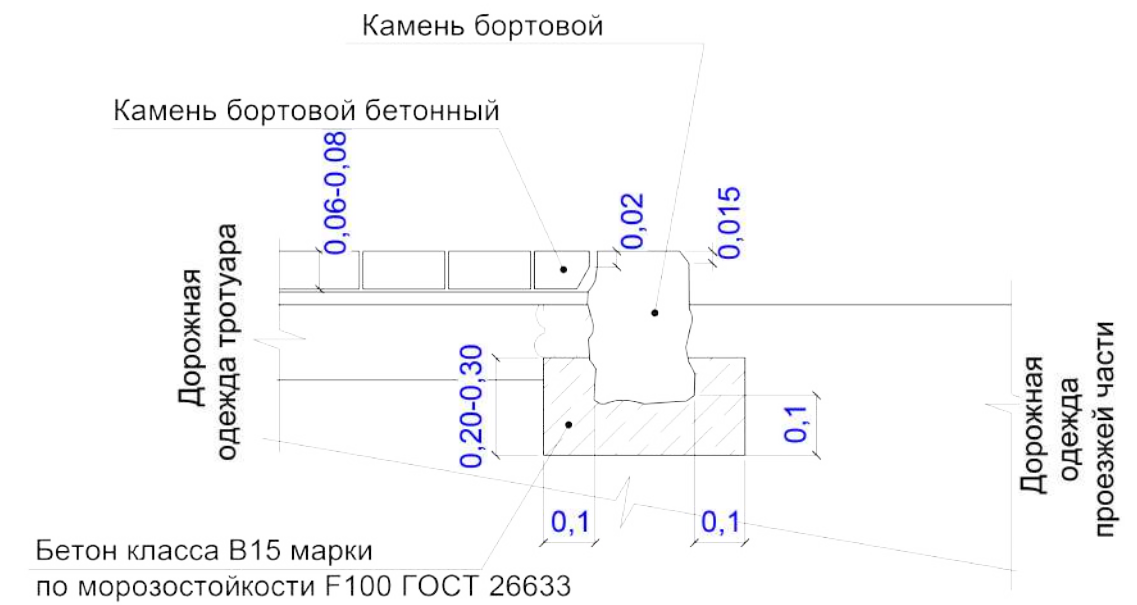 Камень бортовой
Камень бортовой бетонный
0,06-0,08
0,02
0,015
Дорожная
одежда тротуара
0,20-0,30
0,1
Дорожная
одежда
проезжей части
0,1
0,1
Бетон класса В15 марки
по морозостойкости F100 ГОСТ 26633